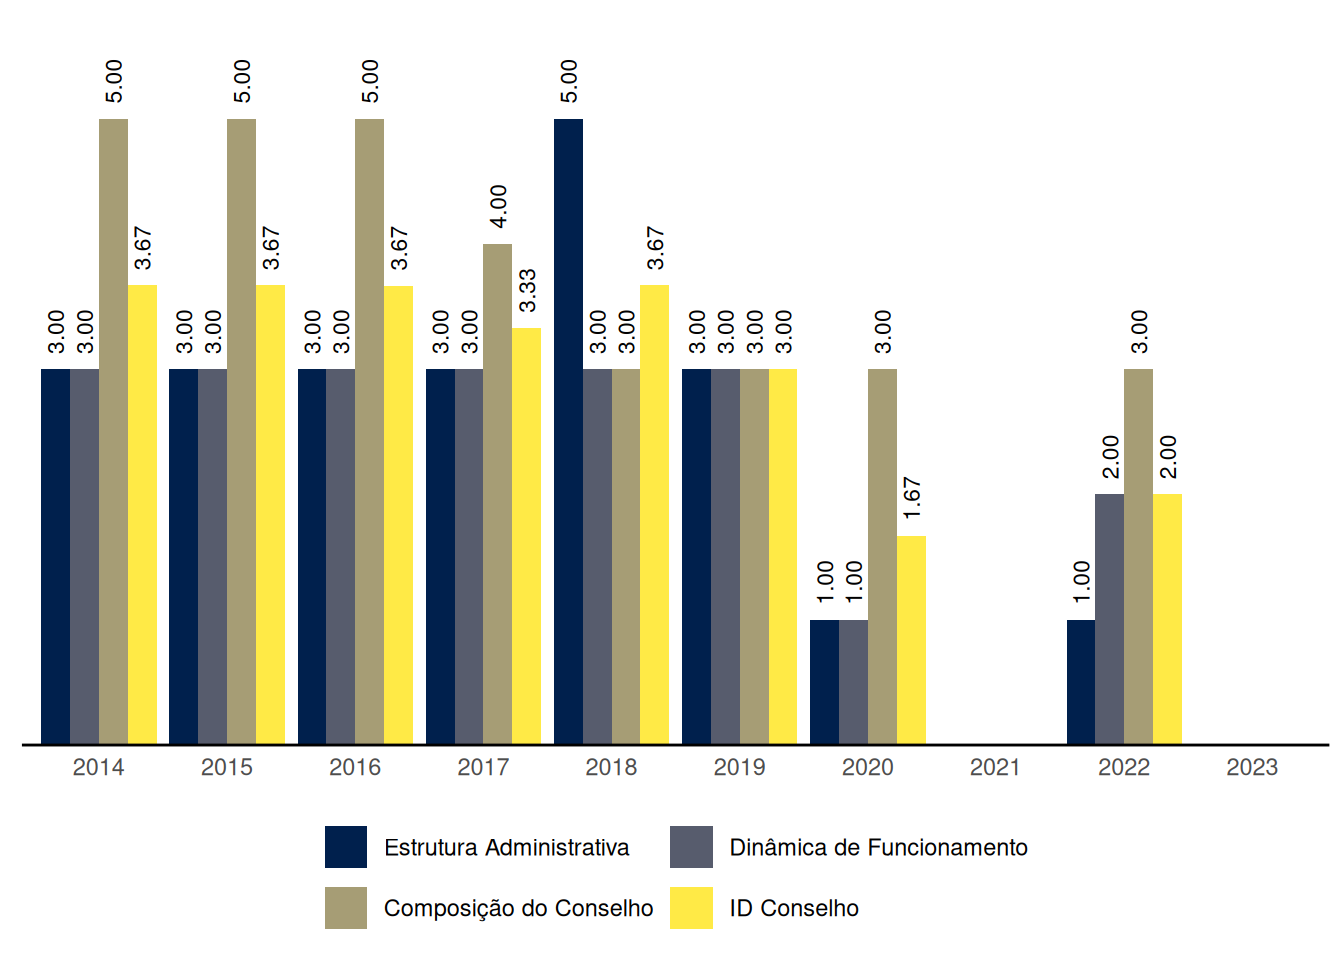 5.00 5.00 5.00 5.00
4.00
3.67 3.67 3.67 3.33 3.67
3.00 3.00 3.00 3.00 3.00 3.00 3.00 3.00 3.00 3.00 3.00 3.00 3.00 3.00 3.00 3.00
2.00 2.00
1.67
1.00 1.00 1.00
2014 2015 2016 2017 2018 2019 2020 2021 2022 2023
Estrutura Administrativa Dinâmica de Funcionamento
Composição do Conselho ID Conselho